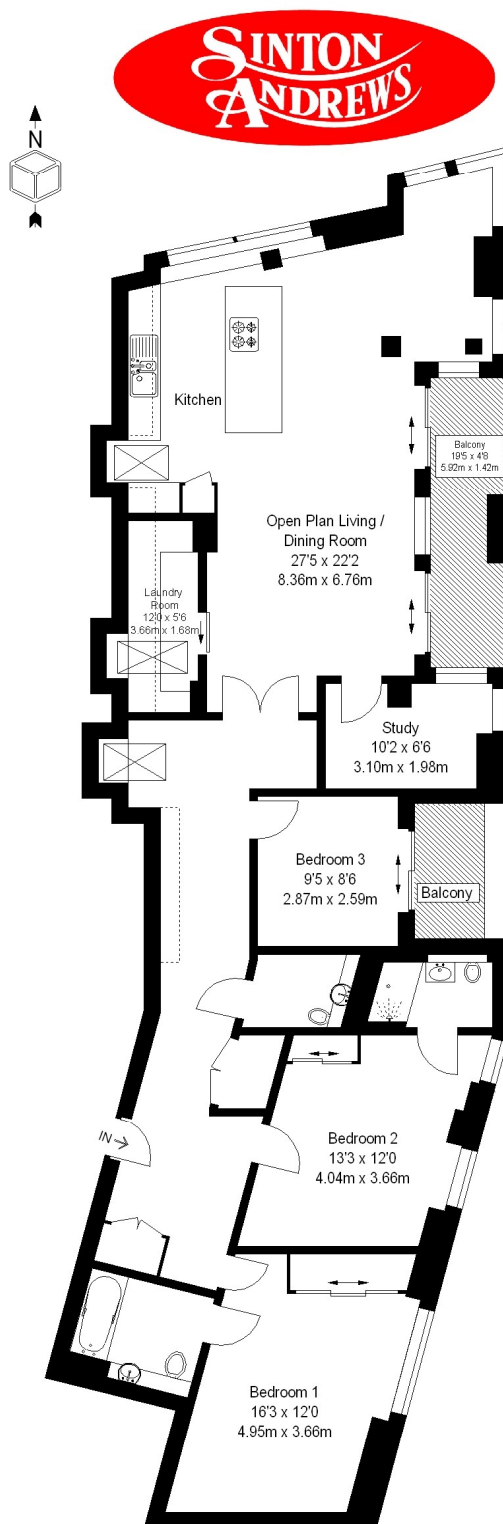 SINTON
ANDREWS
N
Kitchen
Balcony
19'5 x 4'8
5.92m x 1.42m
Open Plan Living /
Dining Room
27'5 x 22'2
8.36m x 6.76m
Laundry
Room
12'0 x 5'6
3.66m x 1.68m
Study
10'2 x 6'6
3.10m x 1.98m
Bedroom 3
9'5 x 8'6
2.87m x 2.59m
Balcony
IN
Bedroom 2
13'3 x 12'0
4.04m x 3.66m
Bedroom 1
16'3 x 12'0
4.95m x 3.66m